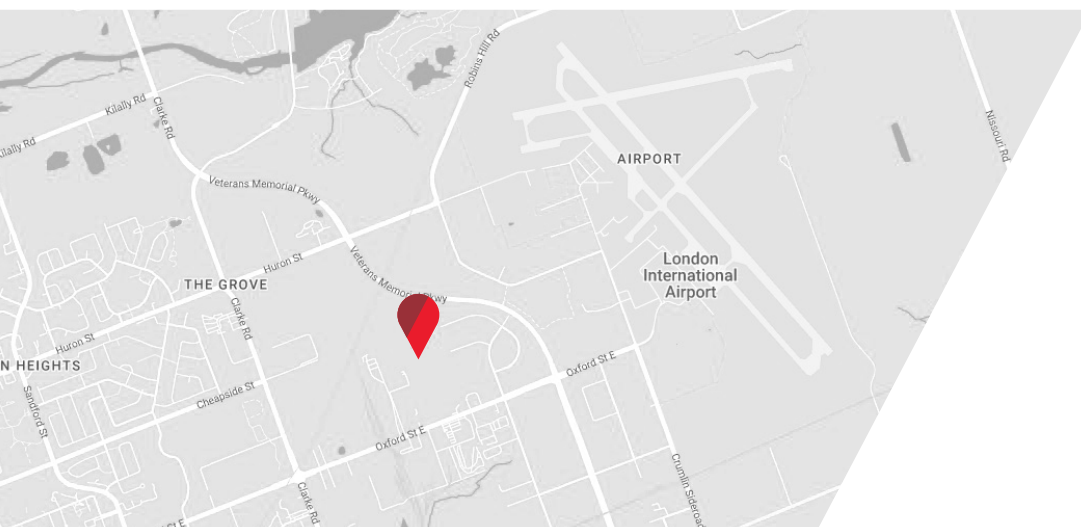 Robins Hill Rd
Kilally Rd
Clarke Rd
Nissouri Rd
Kilally Rd
AIRPORT
Veterans Memorial Pkwy
London
International
Airport
Huron St
Veterans Memorial Pkwy
THE GROVE
Clarke Rd
Huron St
N HEIGHTS
Oxford St E
Cheapside St
Sandford St
Oxford St E
Crumlin Sideroad
Clarke Rd
St E